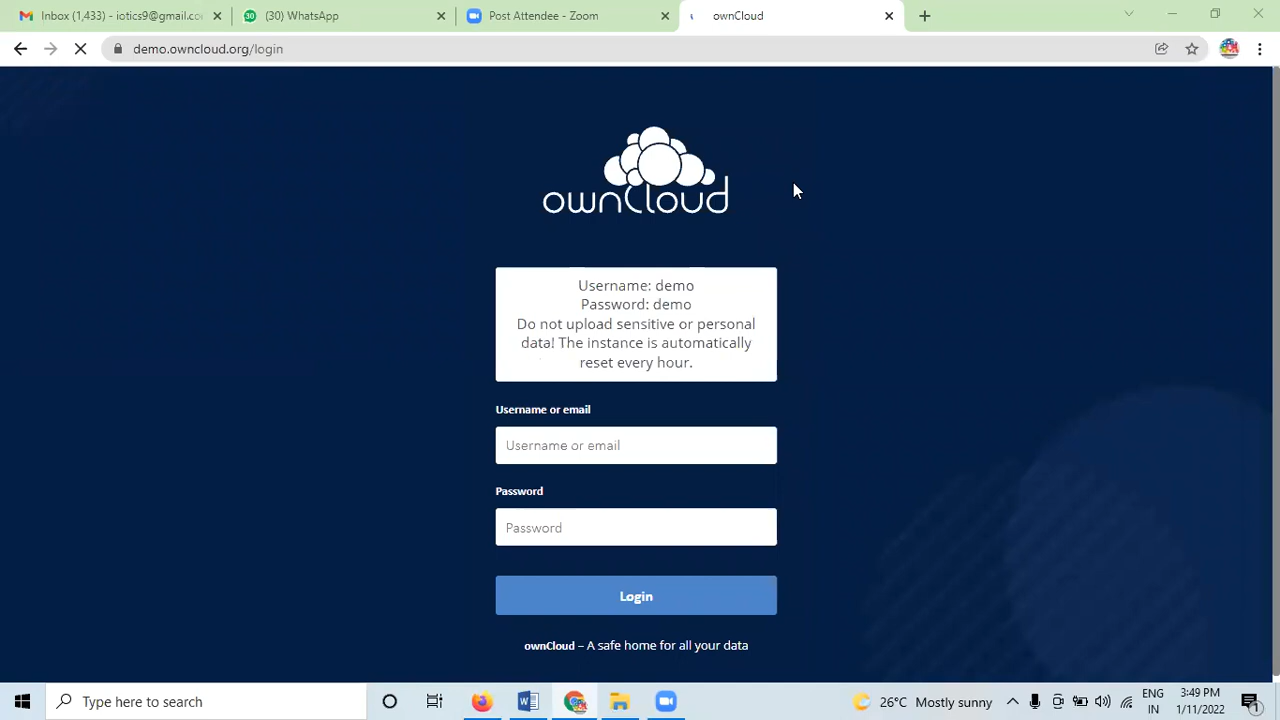 Inbox (1,433) - iotics9@gmail.co
(30) WhatsApp
Post Attendee - Zoom
ownCloud
demo.owncloud.org/login
ownCloud
Username: demo
Password: demo
Do not upload sensitive or personal
data! The instance is automatically
reset every hour.
Username or email
Username or email
Password
Password
Login
ownCloud – A safe home for all your data
Type here to search
26°C Mostly sunny
ENG
IN
3:49 PM
1/11/2022